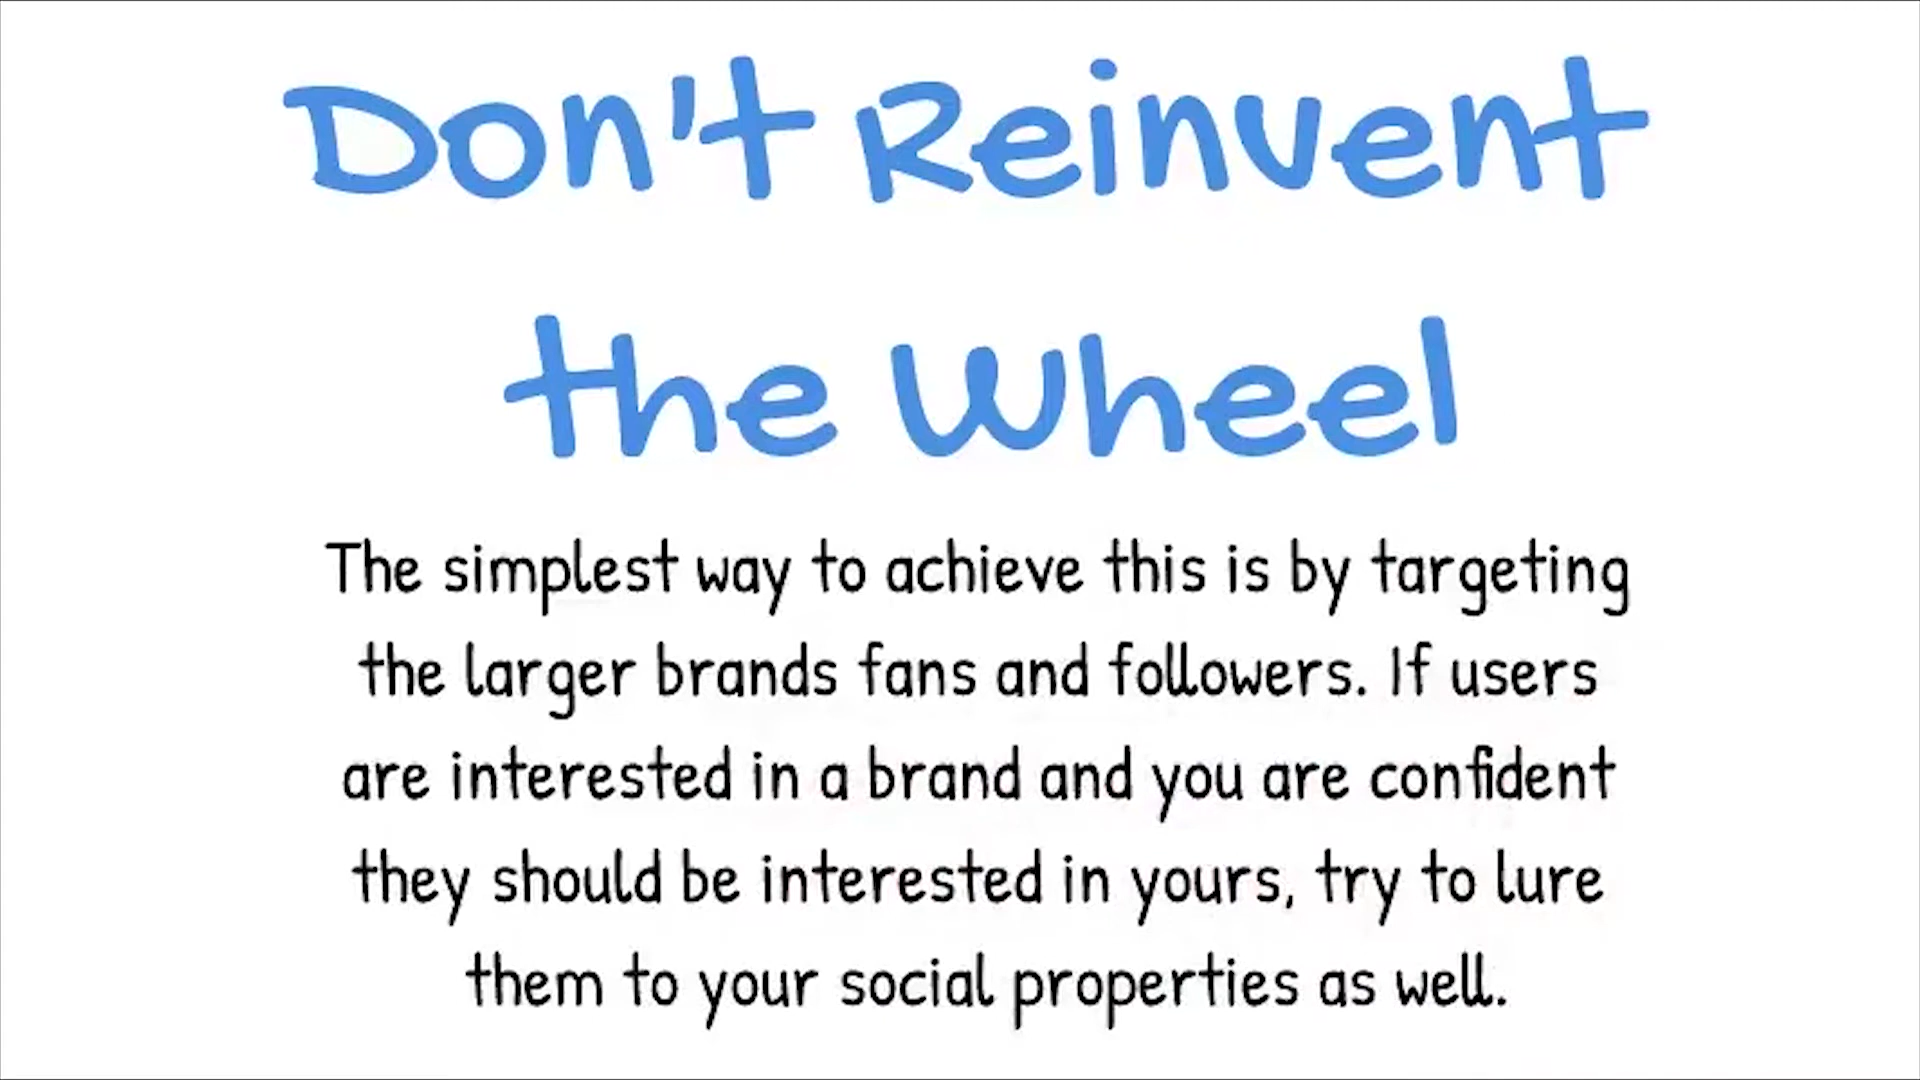 Don't Reinvent
the Wheel
The simplest way to achieve this is by targeting
the larger brands fans and followers. If users
are interested in a brand and you are confident
they should be interested in yours, try to lure
them to your social properties as well.